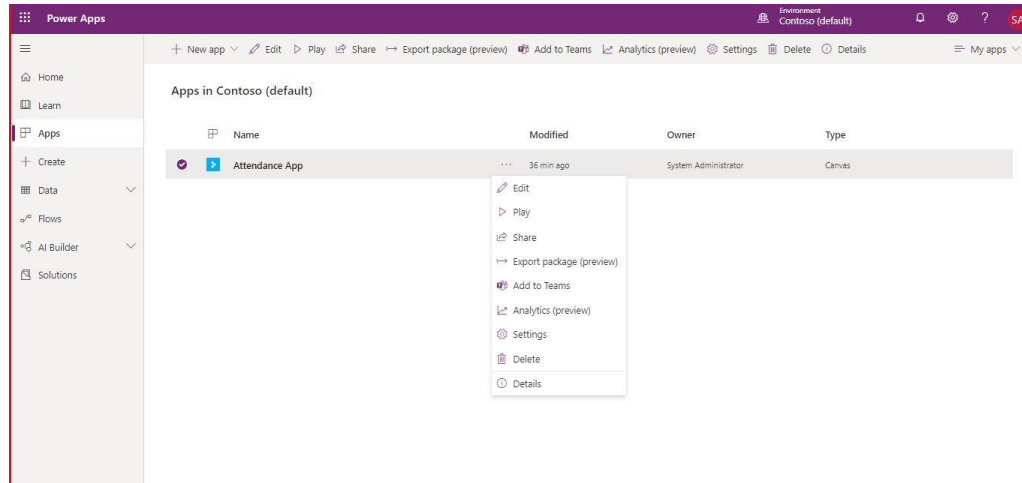 Power Apps
Environment
Contoso (default)
?
SA
New app
Edit
Play
Share
Export package (preview)
Add to Teams
Analytics (preview)
Settings
Delete
Details
My apps
Home
Learn
Apps
Create
Data
Flows
AI Builder
Solutions
Apps in Contoso (default)
Name
Modified
Owner
Type
Attendance App
...
36 min ago
System Administrator
Canvas
Edit
Play
Share
Export package (preview)
Add to Teams
Analytics (preview)
Settings
Delete
Details